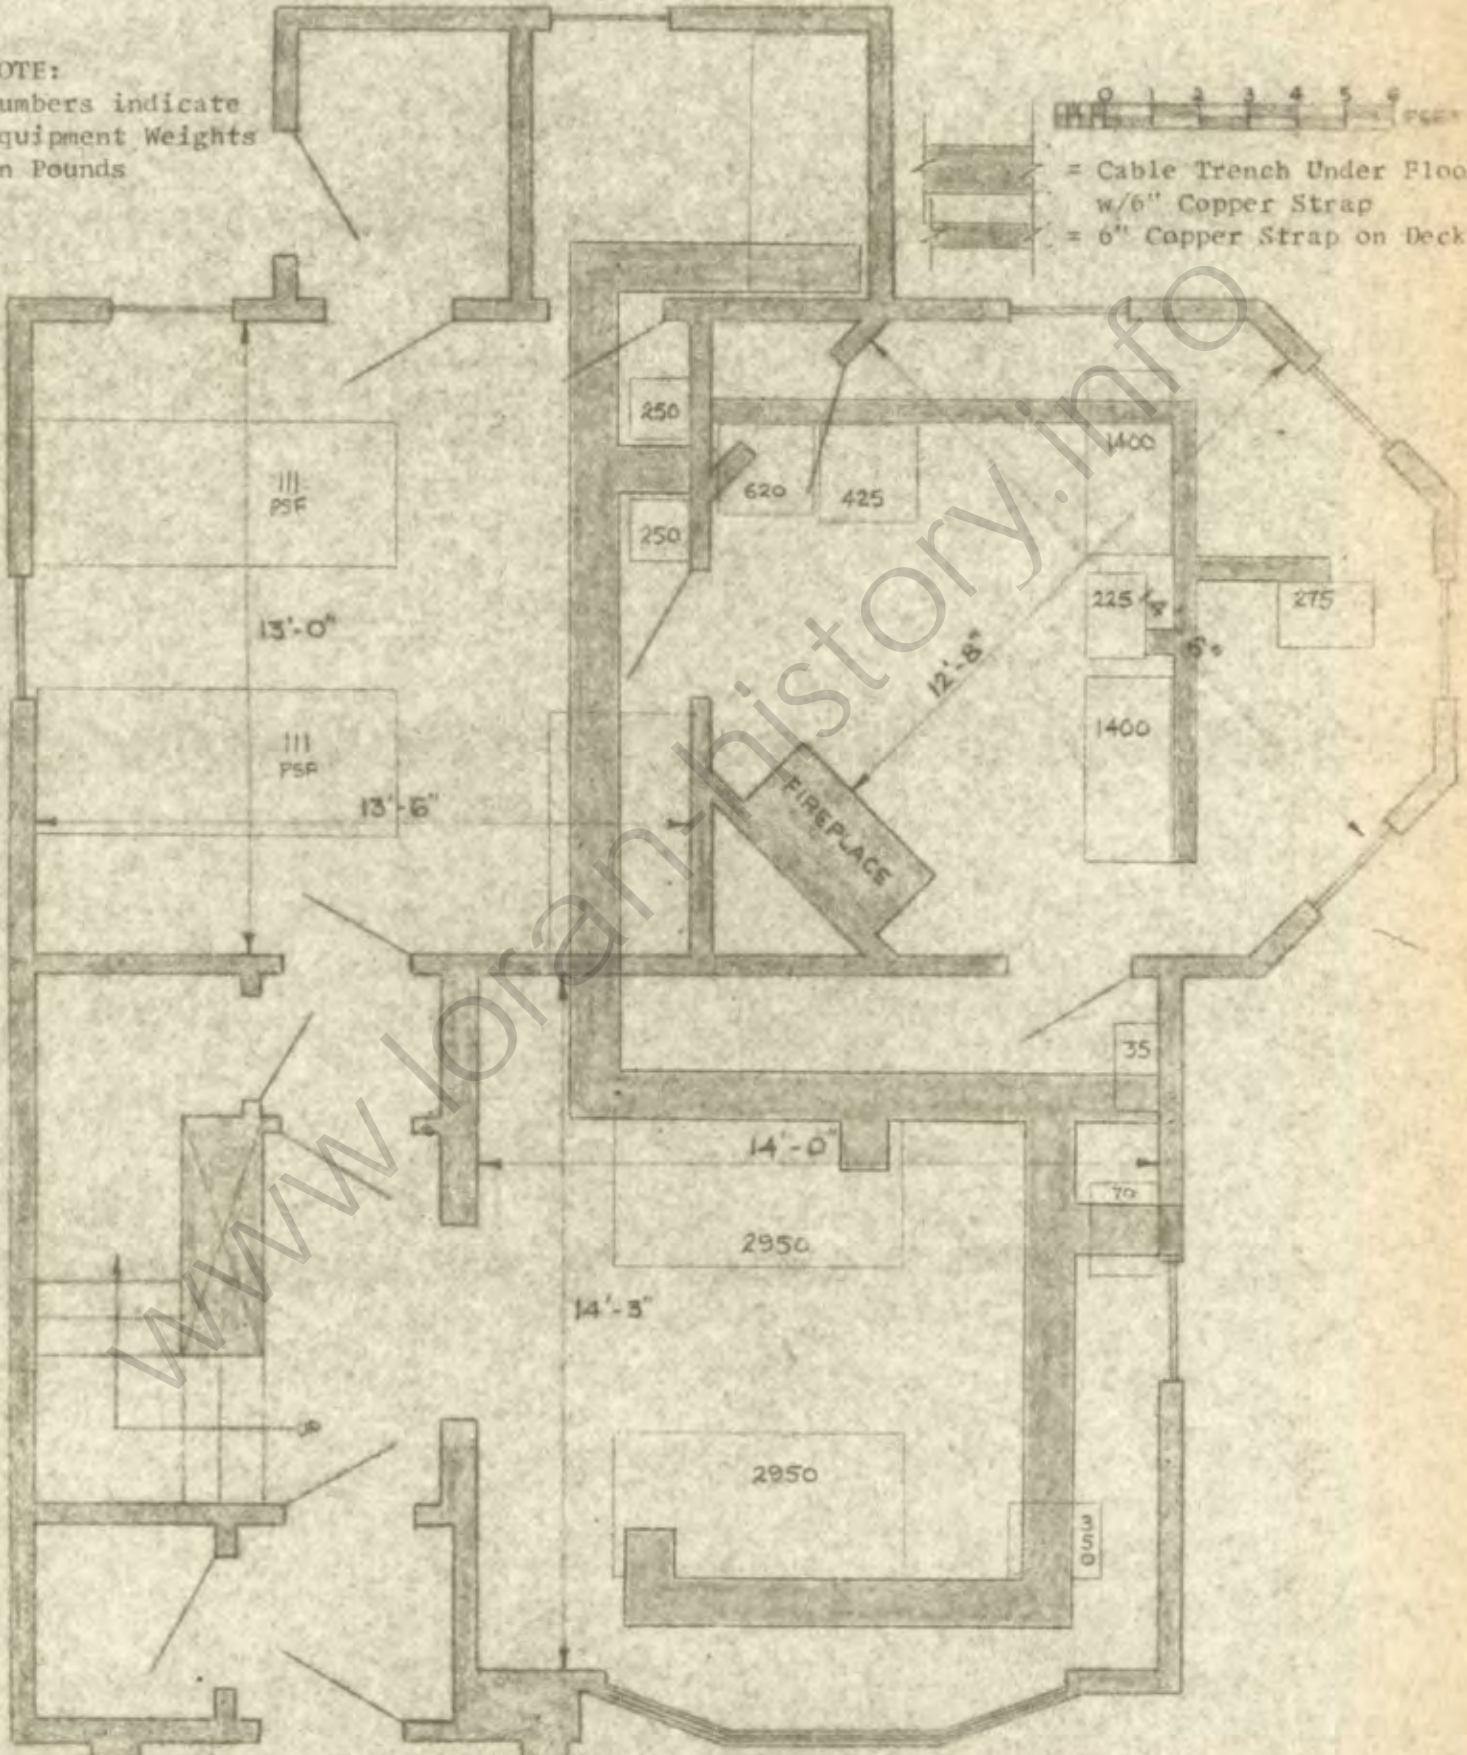 OTE:
umbers indicate
quipment Weights
n Pounds
0 1 2 3 4 5 6
FEET
= Cable Trench Under Floo
w/6" Copper Strap
= 6" Copper Strap on Deck
250
620
425
1400
111
PSF
250
225
275
13'-0"
12'-8"
1400
111
PSF
13'-6"
FIREPLACE
35
14'-0"
70
2950
14'-3"
2950
350
www.loran-history.info